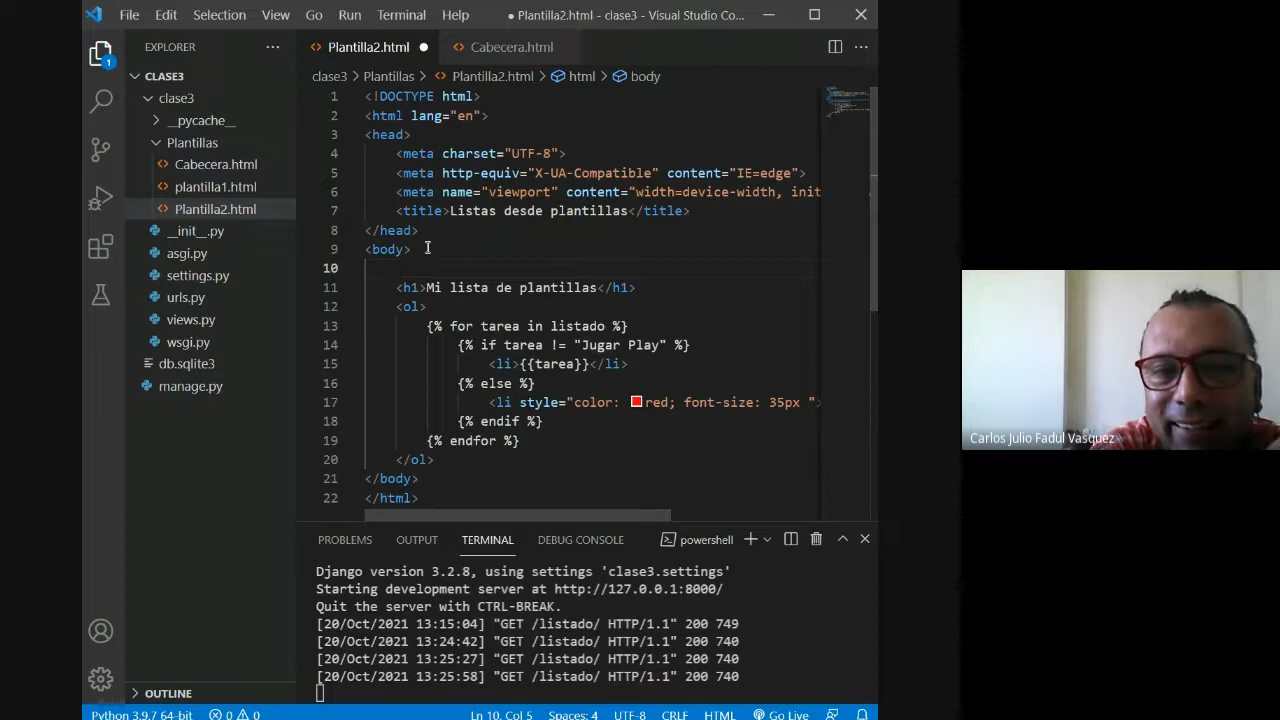 File Edit Selection View Go Run Terminal Help ● Plantilla2.html - clase3 - Visual Studio Co...
EXPLORER ...
Plantilla2.html ● Cabecera.html ...
CLASE3
clase3
__pycache__
Plantillas
Cabecera.html
plantilla1.html
Plantilla2.html
__init__.py
asgi.py
settings.py
urls.py
views.py
wsgi.py
db.sqlite3
manage.py
OUTLINE
1
clase3 > Plantillas > Plantilla2.html > html > body
1 <!DOCTYPE html>
2 <html lang="en">
3 <head>
4 <meta charset="UTF-8">
5 <meta http-equiv="X-UA-Compatible" content="IE=edge">
6 <meta name="viewport" content="width=device-width, init
7 <title>Listas desde plantillas</title>
8 </head>
9 <body>
10
11 <h1>Mi lista de plantillas</h1>
12 <ol>
13 {% for tarea in listado %}
14 {% if tarea != "Jugar Play" %}
15 <li>{{tarea}}</li>
16 {% else %}
17 <li style="color: red; font-size: 35px ">
18 {% endif %}
19 {% endfor %}
20 </ol>
21 </body>
22 </html>
PROBLEMS OUTPUT TERMINAL DEBUG CONSOLE powershell
Django version 3.2.8, using settings 'clase3.settings'
Starting development server at http://127.0.0.1:8000/
Quit the server with CTRL-BREAK.
[20/Oct/2021 13:15:04] "GET /listado/ HTTP/1.1" 200 749
[20/Oct/2021 13:24:42] "GET /listado/ HTTP/1.1" 200 740
[20/Oct/2021 13:25:27] "GET /listado/ HTTP/1.1" 200 740
[20/Oct/2021 13:25:58] "GET /listado/ HTTP/1.1" 200 740
Python 3.9.7 64-bit 0 0 Ln 10, Col 5 Spaces: 4 UTF-8 CRLF HTML Go Live
Carlos Julio Fadul Vasquez